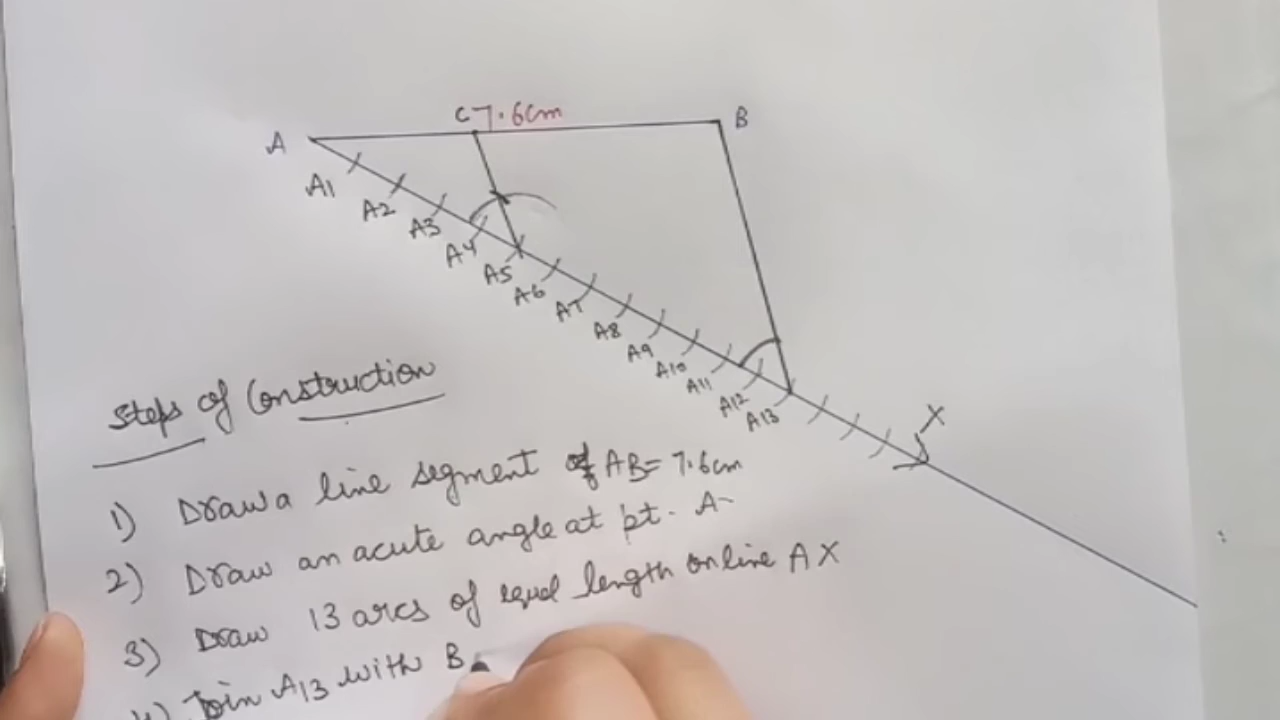 C 7.6cm
A
B
A1
A2
A3
A4
A5
A6
A7
A8
A9
A10
A11
A12
A13
X
Steps of Construction
1) Draw a line segment of AB = 7.6cm
2) Draw an acute angle at pt. A
3) Draw 13 arcs of equal length on line AX
4) Join A13 with B